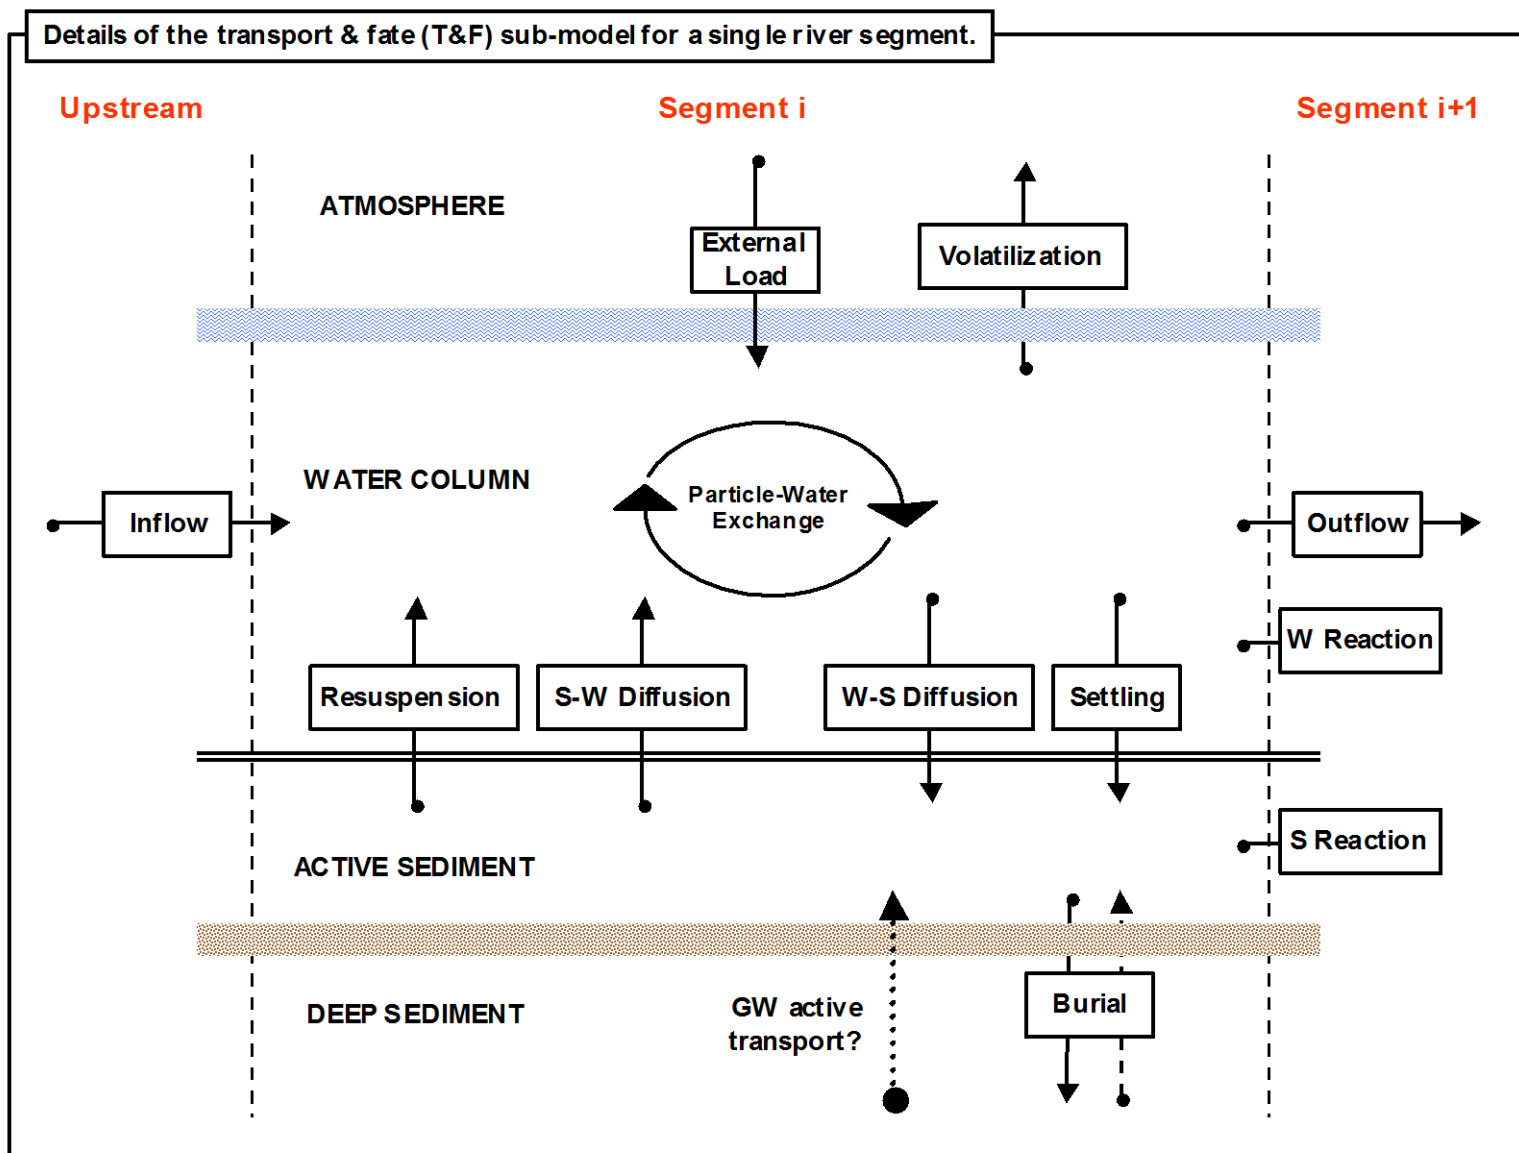 Details of the transport & fate (T&F) sub-model for a single river segment.
Upstream
Segment i
Segment i+1
ATMOSPHERE
External
Load
Volatilization
WATER COLUMN
Particle-Water
Exchange
Inflow
Outflow
W Reaction
Resuspension
S-W Diffusion
W-S Diffusion
Settling
S Reaction
ACTIVE SEDIMENT
DEEP SEDIMENT
GW active
transport?
Burial